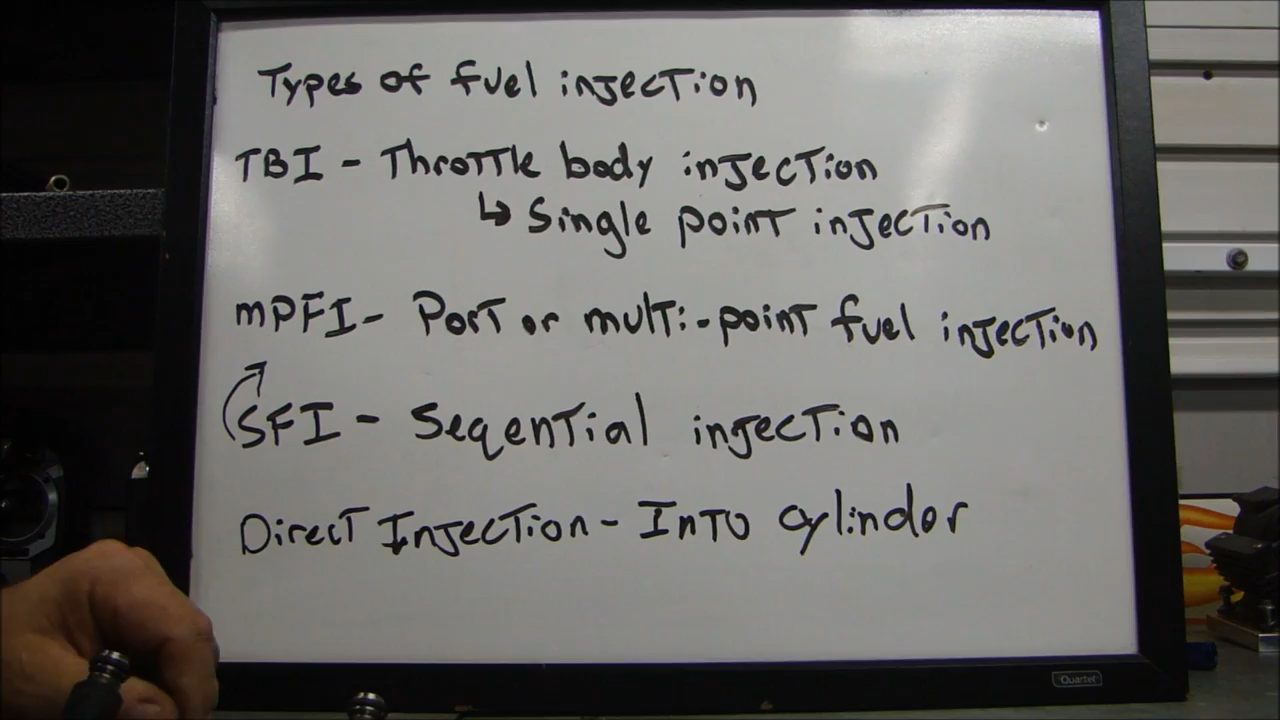 Types of fuel injection
TBI - Throttle body injection
↳ Single point injection
MPFI - Port or multi-point fuel injection
SFI - Seqential injection
Direct Injection - Into cylinder
Quartet